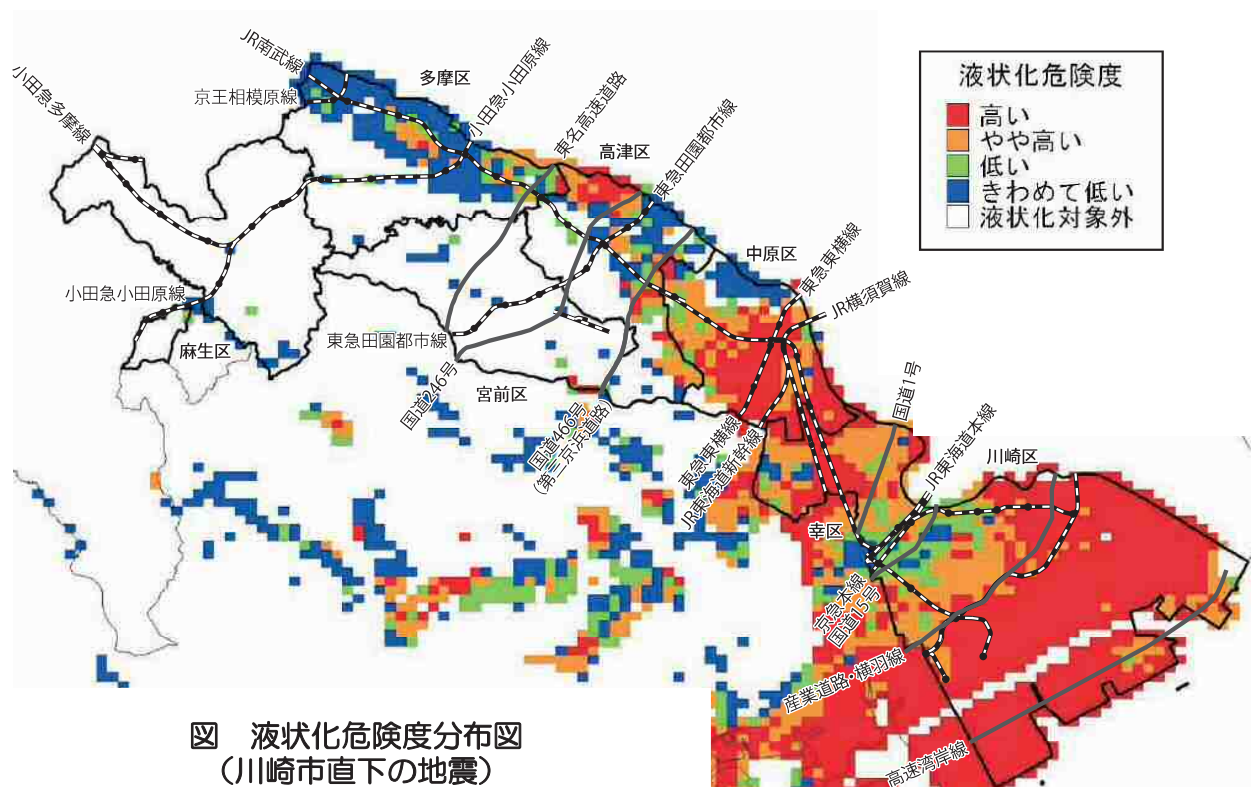 JR南武線
多摩区
小田急小田原線
小田急多摩線
京王相模原線
東名高速道路
高津区
東急田園都市線
中原区
東急東横線
JR横須賀線
液状化危険度
高い
やや高い
低い
きわめて低い
液状化対象外
小田急小田原線
麻生区
東急田園都市線
国道246号
宮前区
国道466号
(第三京浜道路)
東急東横線
JR東海道新幹線
国道1号
JR東海道本線
川崎区
幸区
京急本線
国道15号
産業道路・横羽線
高速湾岸線
図 液状化危険度分布図
（川崎市直下の地震）